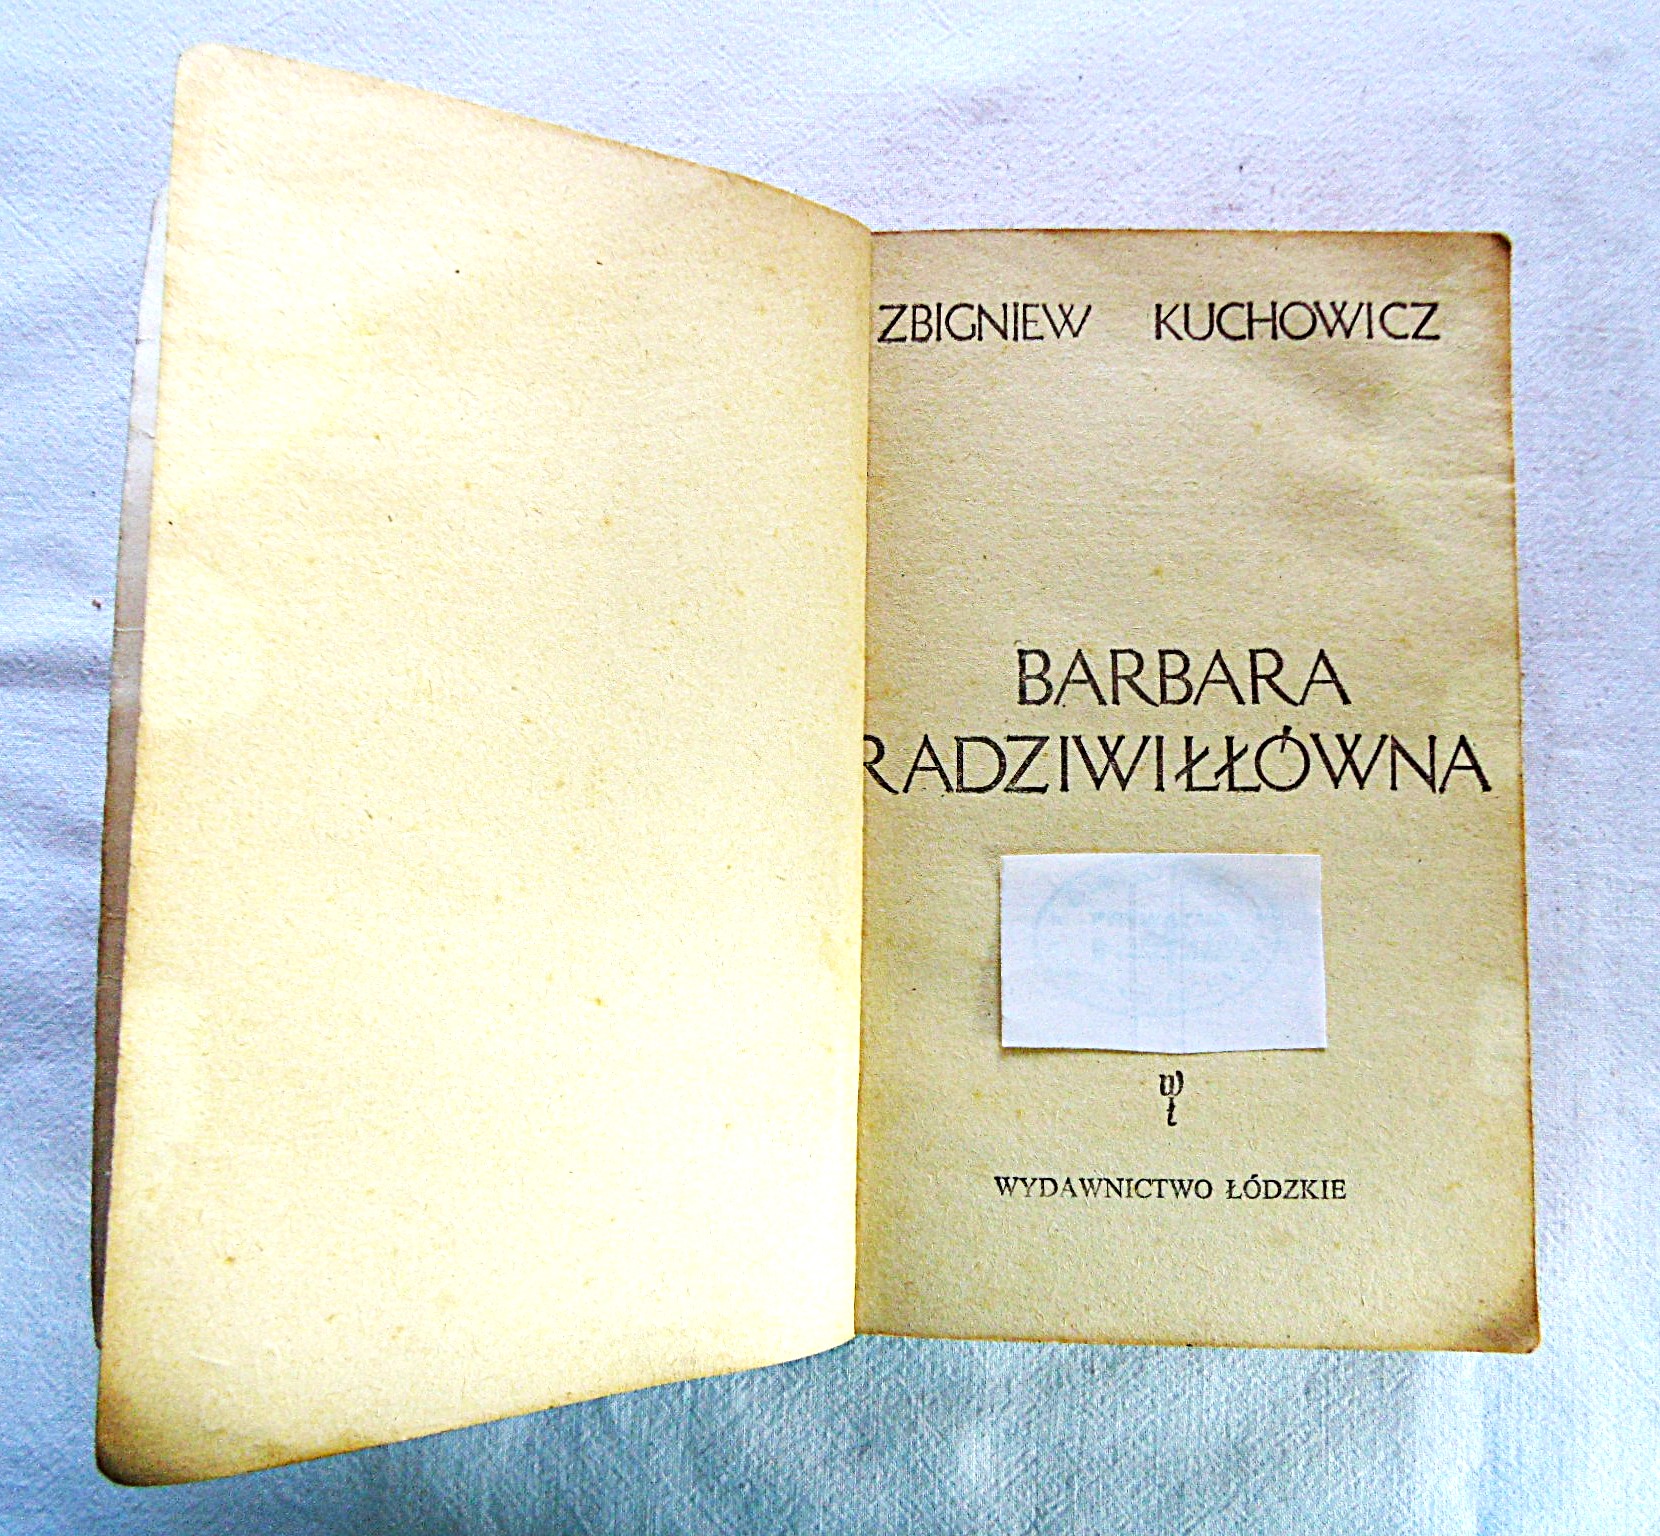 ZBIGNIEW KUCHOWICZ
BARBARA
RADZIWIŁŁÓWNA
w
ł
WYDAWNICTWO ŁÓDZKIE